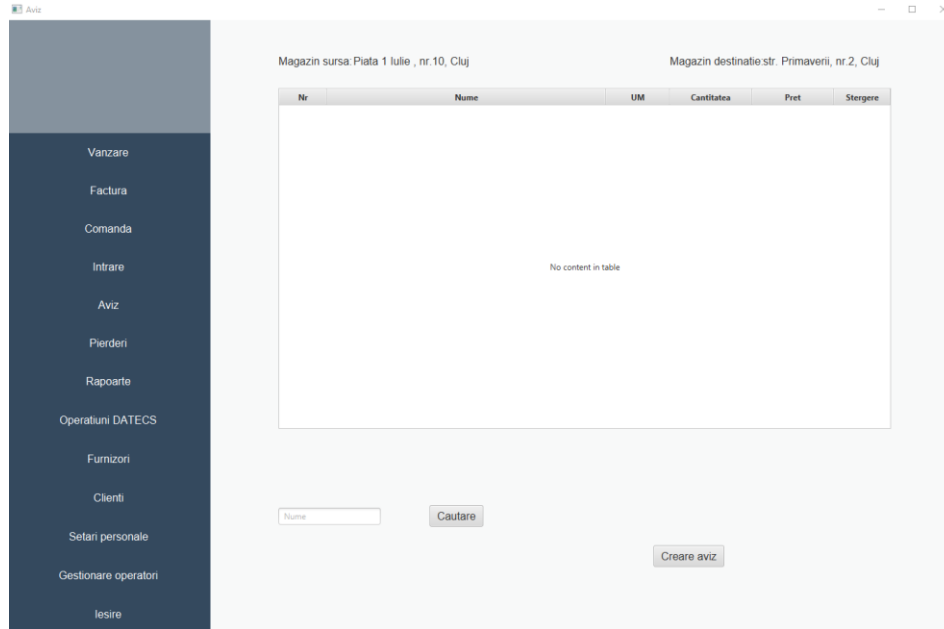 Aviz
Magazin sursa: Piata 1 Iulie , nr.10, Cluj
Magazin destinatie:str. Primaverii, nr.2, Cluj
Nr Nume UM Cantitatea Pret Stergere
No content in table
Vanzare
Factura
Comanda
Intrare
Aviz
Pierderi
Rapoarte
Operatiuni DATECS
Furnizori
Clienti
Setari personale
Gestionare operatori
Iesire
Nume
Cautare
Creare aviz